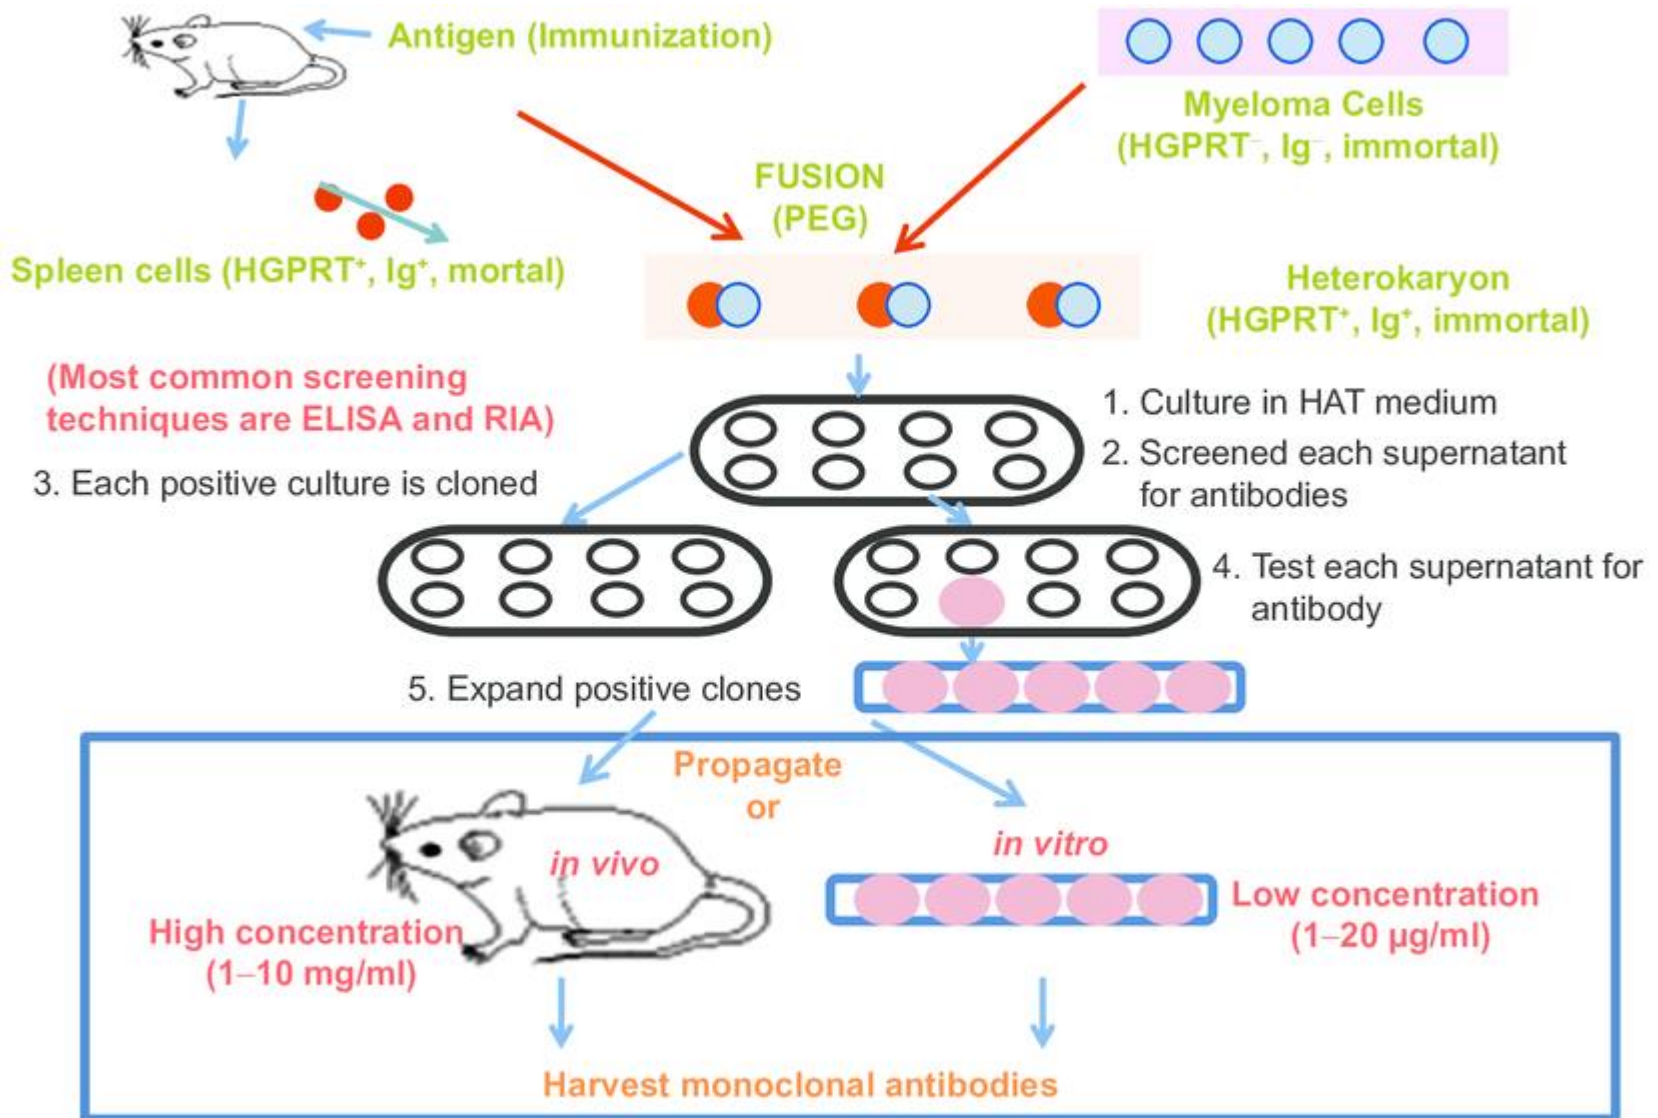 Antigen (Immunization)
Myeloma Cells
(HGPRT⁻, Ig⁻, immortal)
FUSION
(PEG)
Spleen cells (HGPRT⁺, Ig⁺, mortal)
Heterokaryon
(HGPRT⁺, Ig⁺, immortal)
(Most common screening
techniques are ELISA and RIA)
1. Culture in HAT medium
2. Screened each supernatant
for antibodies
3. Each positive culture is cloned
4. Test each supernatant for
antibody
5. Expand positive clones
Propagate
or
in vivo
in vitro
High concentration
(1–10 mg/ml)
Low concentration
(1–20 µg/ml)
Harvest monoclonal antibodies